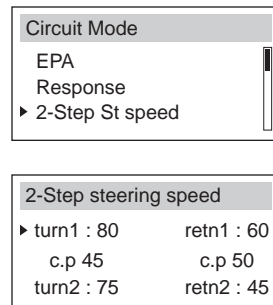 Circuit Mode
EPA
Response
2-Step St speed
2-Step steering speed
turn1 : 80 retn1 : 60
c.p 45 c.p 50
turn2 : 75 retn2 : 45